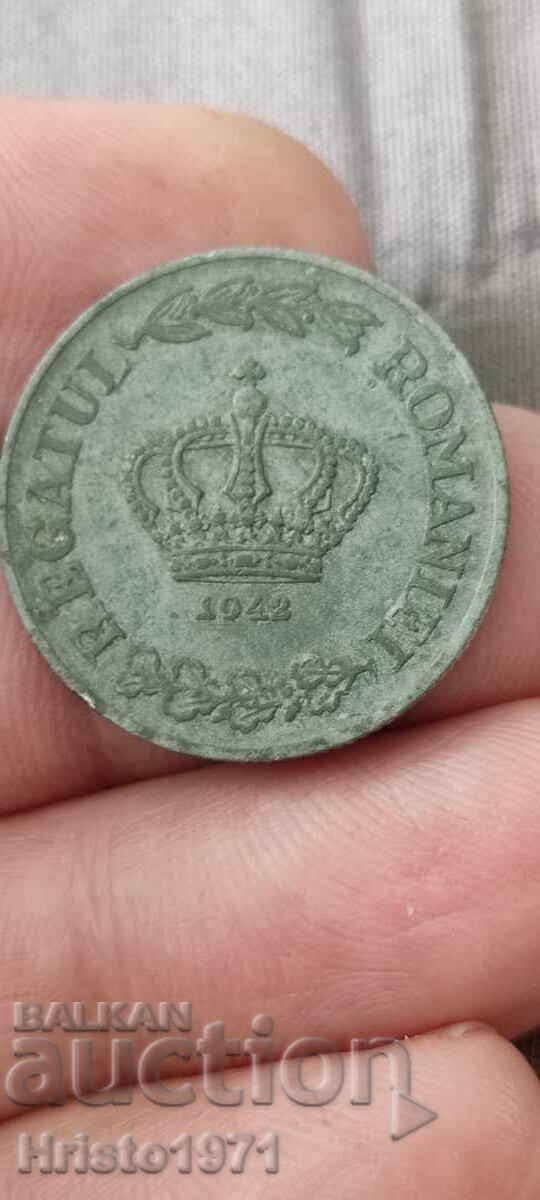 REGATUL ROMANIEI
1942
BALKAN
auction
Hristo1971